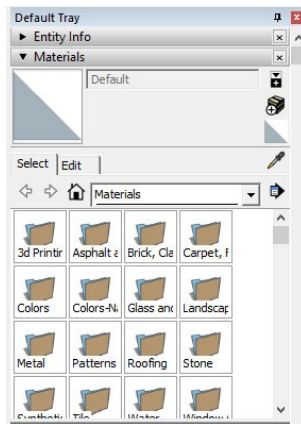 Default Tray
Entity Info
Materials
Default
Select Edit
Materials
3d Printir Asphalt a Brick, Cla Carpet, f
Colors Colors-Na Glass and Landscap
Metal Patterns Roofing Stone
Synthetic Tile Water Window